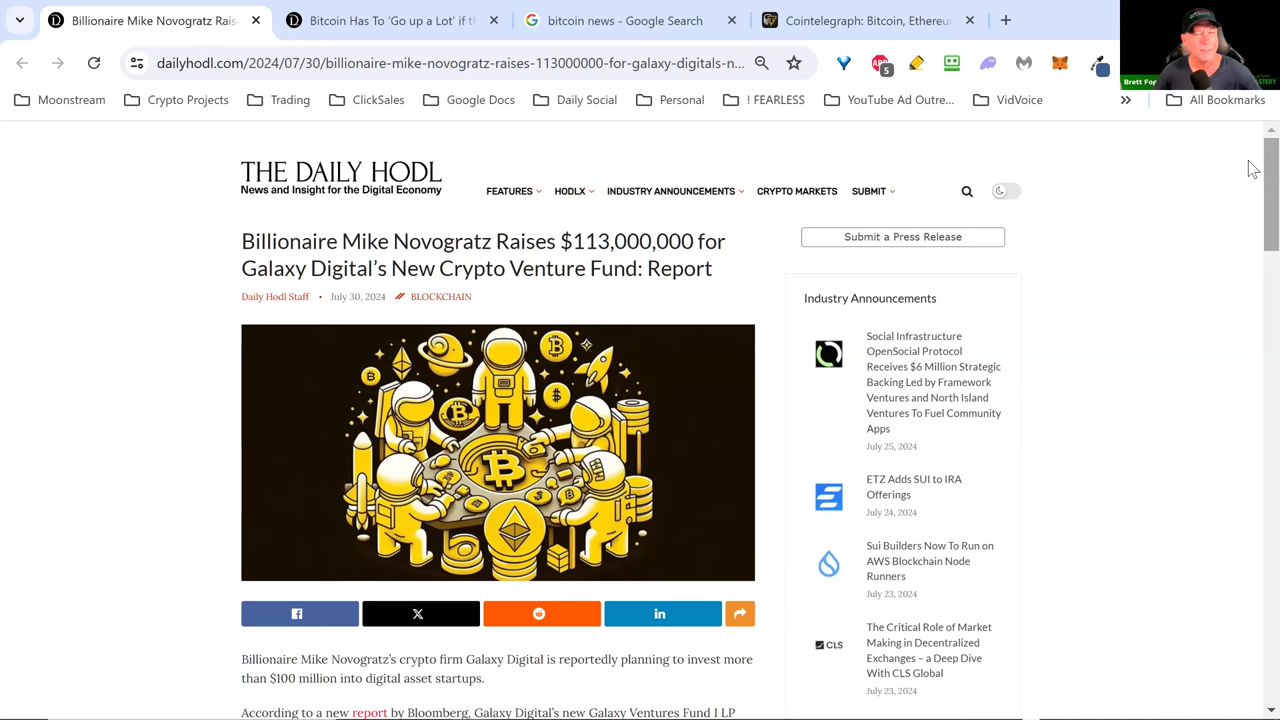 Billionaire Mike Novogratz Rais
Bitcoin Has To 'Go up a Lot' if t
bitcoin news - Google Search
Cointelegraph: Bitcoin, Ethereu
dailyhodl.com/2024/07/30/billionaire-mike-novogratz-raises-113000000-for-galaxy-digitals-n...
5
Brett Fog
Moonstream
Crypto Projects
Trading
ClickSales
Google Docs
Daily Social
Personal
! FEARLESS
YouTube Ad Outre...
VidVoice
All Bookmarks
THE DAILY HODL
News and Insight for the Digital Economy
FEATURES
HODLX
INDUSTRY ANNOUNCEMENTS
CRYPTO MARKETS
SUBMIT
Billionaire Mike Novogratz Raises $113,000,000 for
Galaxy Digital's New Crypto Venture Fund: Report
Daily Hodl Staff • July 30, 2024 BLOCKCHAIN
Billionaire Mike Novogratz's crypto firm Galaxy Digital is reportedly planning to invest more
than $100 million into digital asset startups.
According to a new report by Bloomberg, Galaxy Digital's new Galaxy Ventures Fund I LP
Submit a Press Release
Industry Announcements
Social Infrastructure
OpenSocial Protocol
Receives $6 Million Strategic
Backing Led by Framework
Ventures and North Island
Ventures To Fuel Community
Apps
July 25, 2024
ETZ Adds SUI to IRA
Offerings
July 24, 2024
Sui Builders Now To Run on
AWS Blockchain Node
Runners
July 23, 2024
CLS
The Critical Role of Market
Making in Decentralized
Exchanges – a Deep Dive
With CLS Global
July 23, 2024